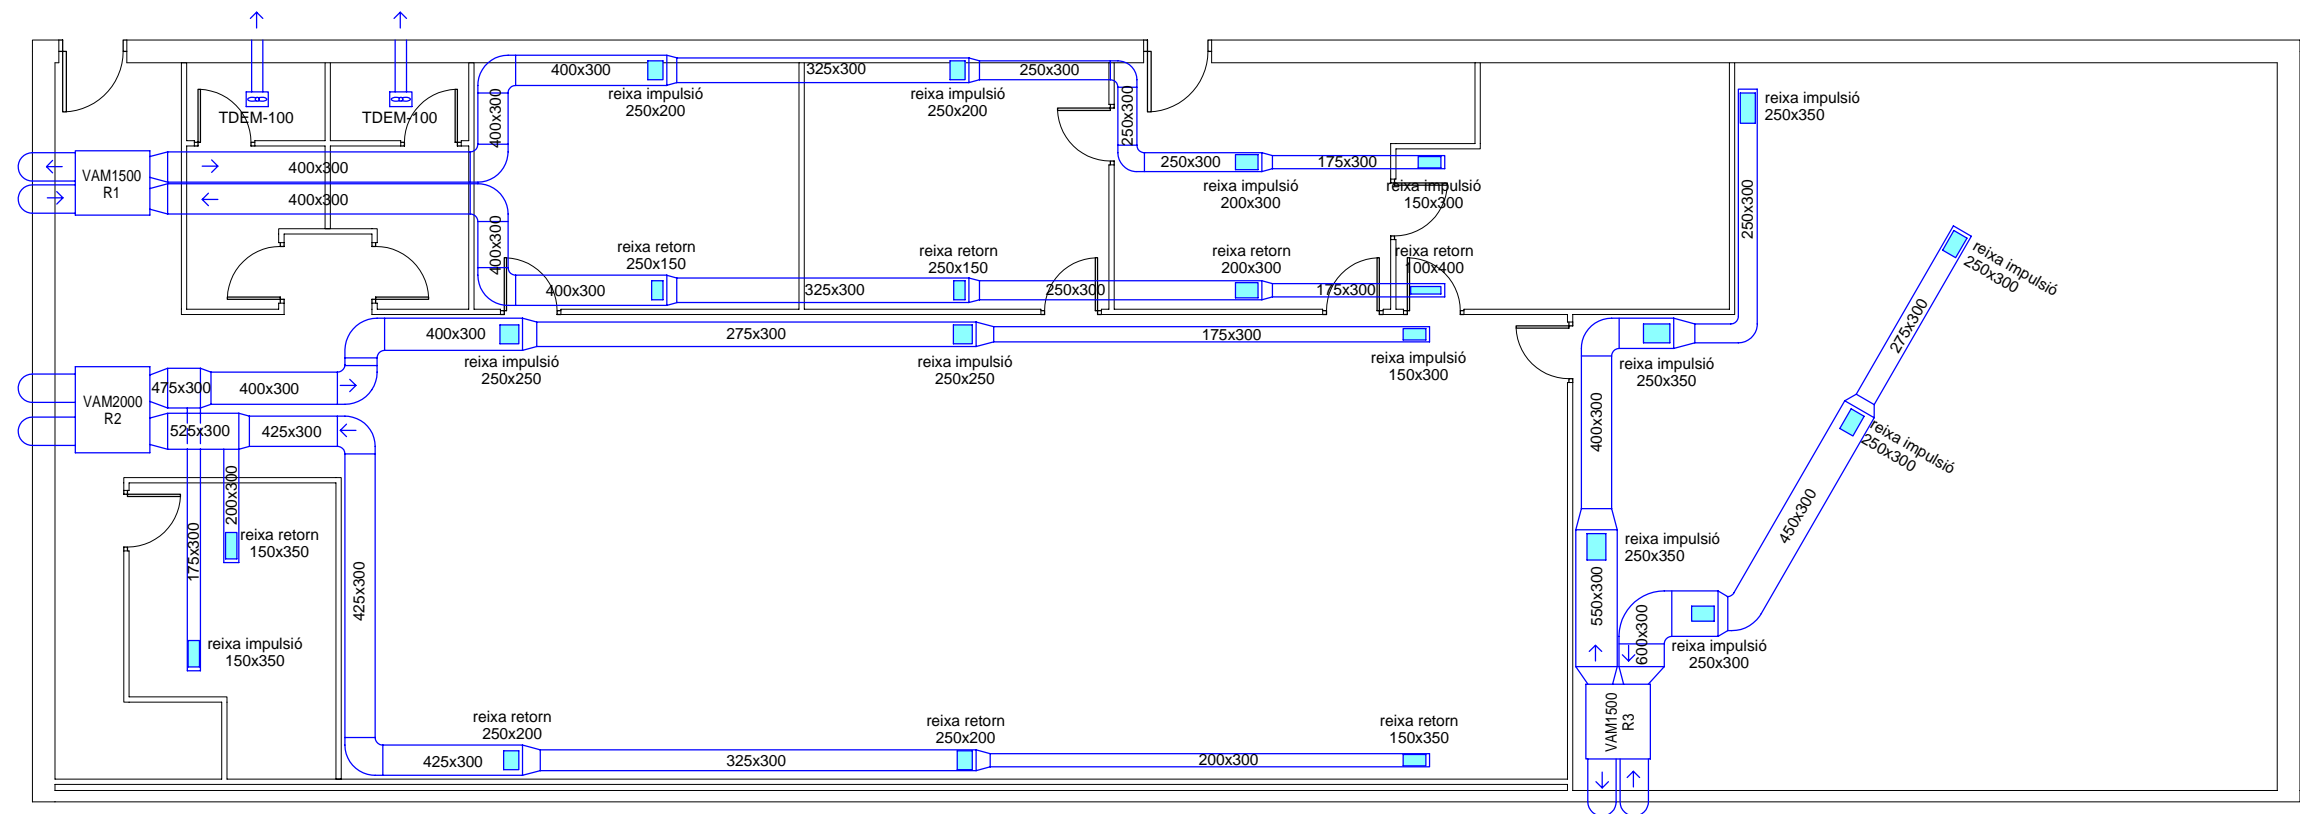 400x300
325x300
250x300
reixa impulsió
250x200
reixa impulsió
250x200
reixa impulsió
250x350
TDEM-100
TDEM-100
400x300
250x300
400x300
250x300
175x300
VAM1500
R1
reixa impulsió
200x300
reixa impulsió
150x300
400x300
250x300
400x300
reixa retorn
250x150
reixa retorn
250x150
reixa retorn
200x300
reixa retorn
100x400
reixa impulsió
250x300
400x300
325x300
250x300
175x300
400x300
275x300
175x300
275x300
reixa impulsió
250x250
reixa impulsió
250x250
reixa impulsió
150x300
reixa impulsió
250x350
475x300
400x300
VAM2000
R2
525x300
425x300
400x300
reixa impulsió
250x300
200x300
450x300
175x300
reixa retorn
150x350
reixa impulsió
250x350
425x300
550x300
600x300
reixa impulsió
150x350
reixa impulsió
250x300
reixa retorn
250x200
reixa retorn
250x200
reixa retorn
150x350
VAM1500
R3
425x300
325x300
200x300